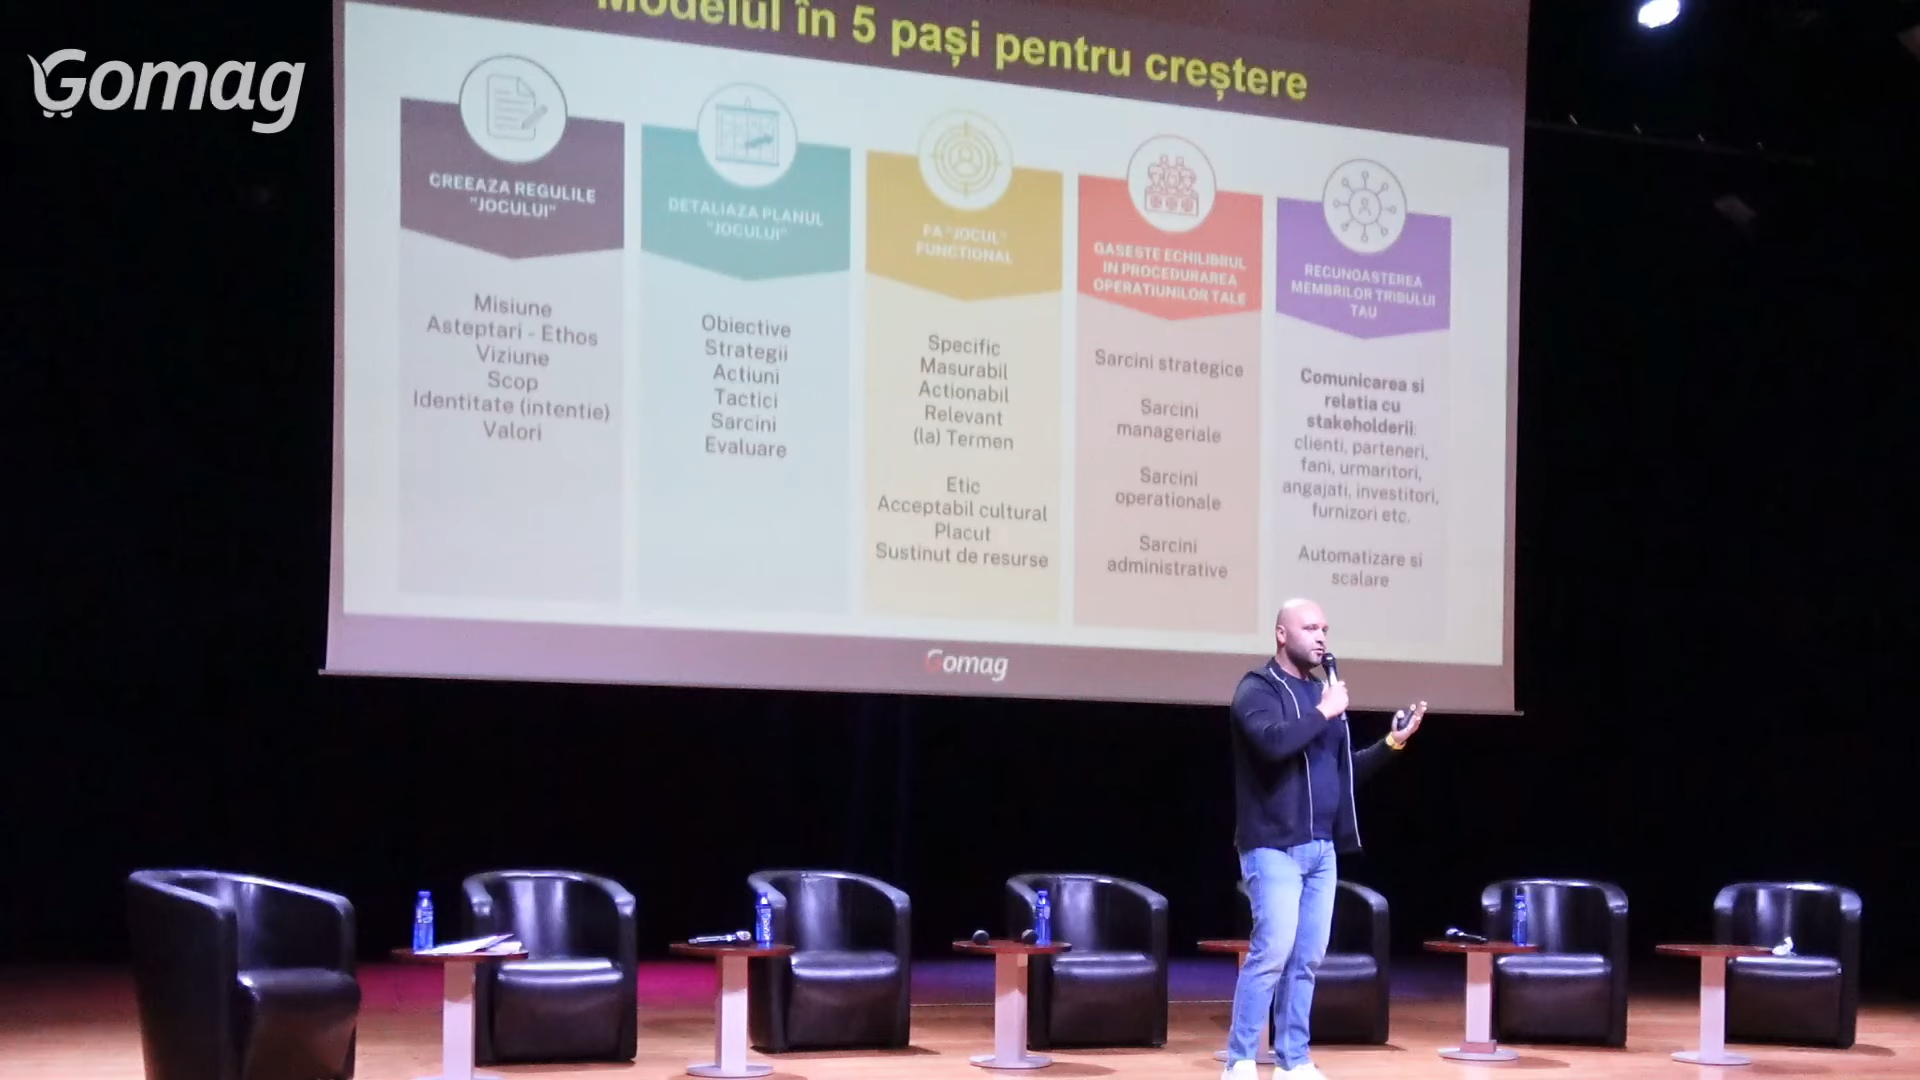 Gomag
Modelul în 5 pași pentru creștere
CREEAZA REGULILE
"JOCULUI"
Misiune
Asteptari - Ethos
Viziune
Scop
Identitate (intentie)
Valori
DETALIAZA PLANUL
"JOCULUI"
Obiective
Strategii
Actiuni
Tactici
Sarcini
Evaluare
FA "JOCUL"
FUNCTIONAL
Specific
Masurabil
Actionabil
Relevant
(la) Termen
Etic
Acceptabil cultural
Placut
Sustinut de resurse
GASESTE ECHILIBRUL
IN PROCEDURAREA
OPERATIUNILOR TALE
Sarcini strategice
Sarcini
manageriale
Sarcini
operationale
Sarcini
administrative
RECUNOASTEREA
MEMBRILOR TRIBULUI
TAU
Comunicarea si
relatia cu
stakeholderii:
clienti, parteneri,
fani, urmaritori,
angajati, investitori,
furnizori etc.
Automatizare si
scalare
Gomag